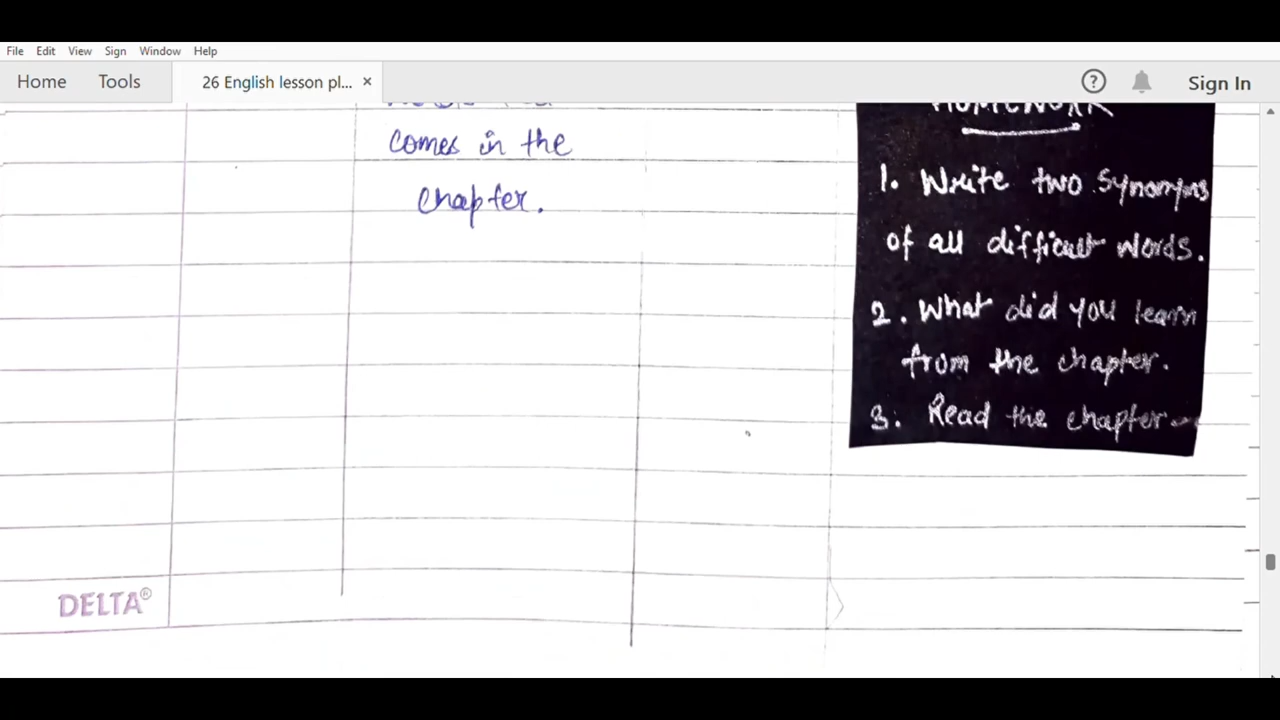 File Edit View Sign Window Help
Home Tools 26 English lesson pl... × ? Sign In
comes in the
chapter.
HOMEWORK
1. Write two Synonyms
of all difficult words.
2. What did you learn
from the chapter.
3. Read the chapter
DELTA®